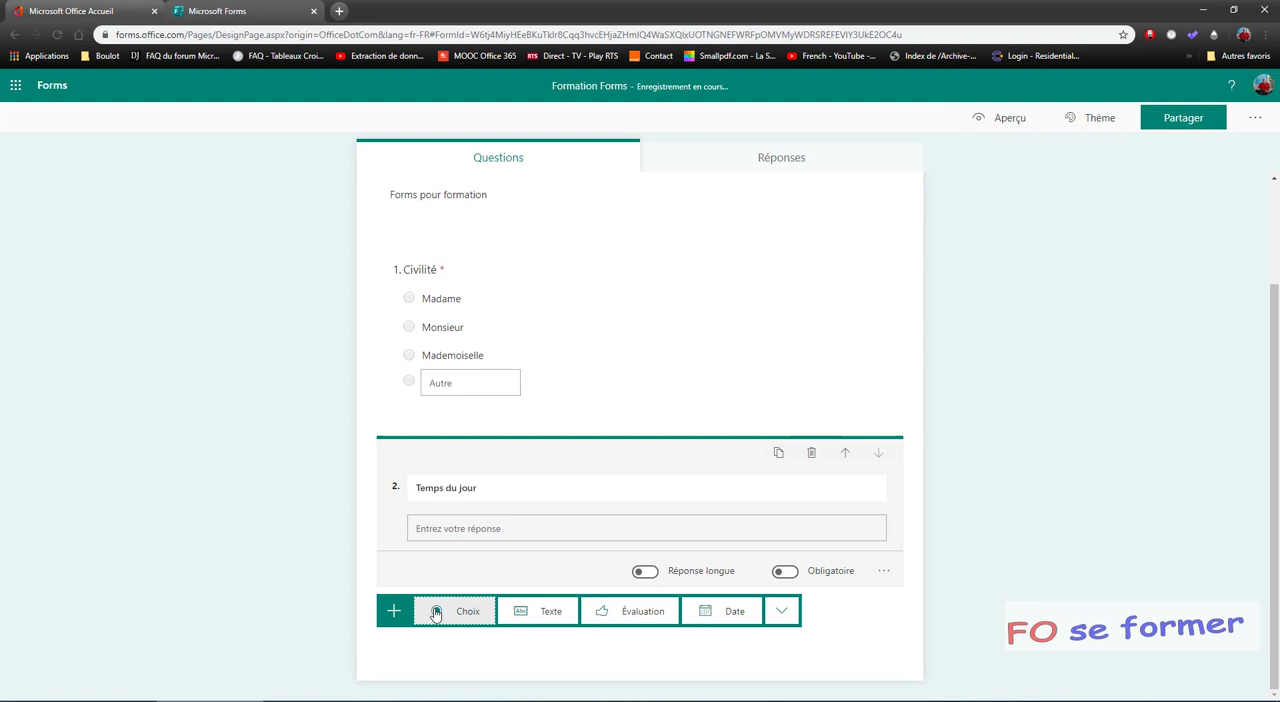 Microsoft Office Accueil
Microsoft Forms
forms.office.com/Pages/DesignPage.aspx?origin=OfficeDotCom&lang=fr-FR#FormId=W6tj4MiyHEeBKuTklr8Cqq3hvcEHjaZHmIQ4WaSXQlxUOTNGNEFWRFpOMVMyWDRSREFEVlY3UkE2OC4u
Applications
Boulot
FAQ du forum Micr...
FAQ - Tableaux Croi...
Extraction de donn...
MOOC Office 365
RTS Direct - TV - Play RTS
Contact
Smallpdf.com - La S...
French - YouTube -...
Index de /Archive-...
Login - Residential...
»
Autres favoris
Forms
Formation Forms - Enregistrement en cours...
?
Aperçu
Thème
Partager
...
Questions
Réponses
Forms pour formation
1. Civilité *
Madame
Monsieur
Mademoiselle
Autre
2. Temps du jour
Entrez votre réponse
Réponse longue
Obligatoire
...
Choix
Abc Texte
Évaluation
Date
FO se former